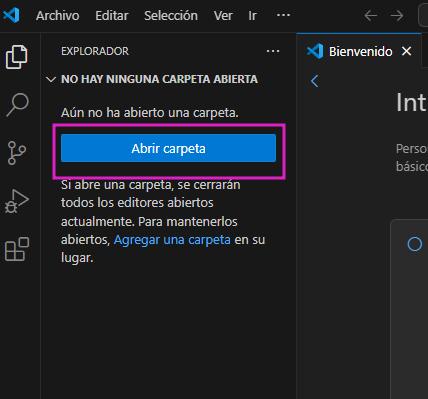 Archivo Editar Selección Ver Ir ···
EXPLORADOR ···
Bienvenido
NO HAY NINGUNA CARPETA ABIERTA
Aún no ha abierto una carpeta.
Abrir carpeta
Si abre una carpeta, se cerrarán
todos los editores abiertos
actualmente. Para mantenerlos
abiertos, Agregar una carpeta en su
lugar.
Int
Perso
básico